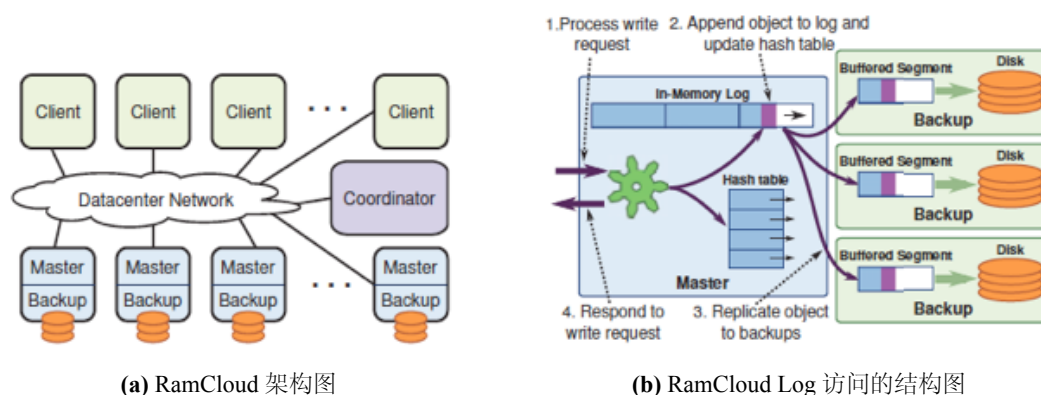 Client
Client
Client
...
Client
Datacenter Network
Coordinator
Master
Backup
Master
Backup
Master
Backup
...
Master
Backup
(a) RamCloud 架构图
1.Process write
request
2. Append object to log and
update hash table
In-Memory Log
Hash table
Master
4. Respond to
write request
3. Replicate object
to backups
Buffered Segment
Disk
Backup
Buffered Segment
Disk
Backup
Buffered Segment
Disk
Backup
(b) RamCloud Log 访问的结构图